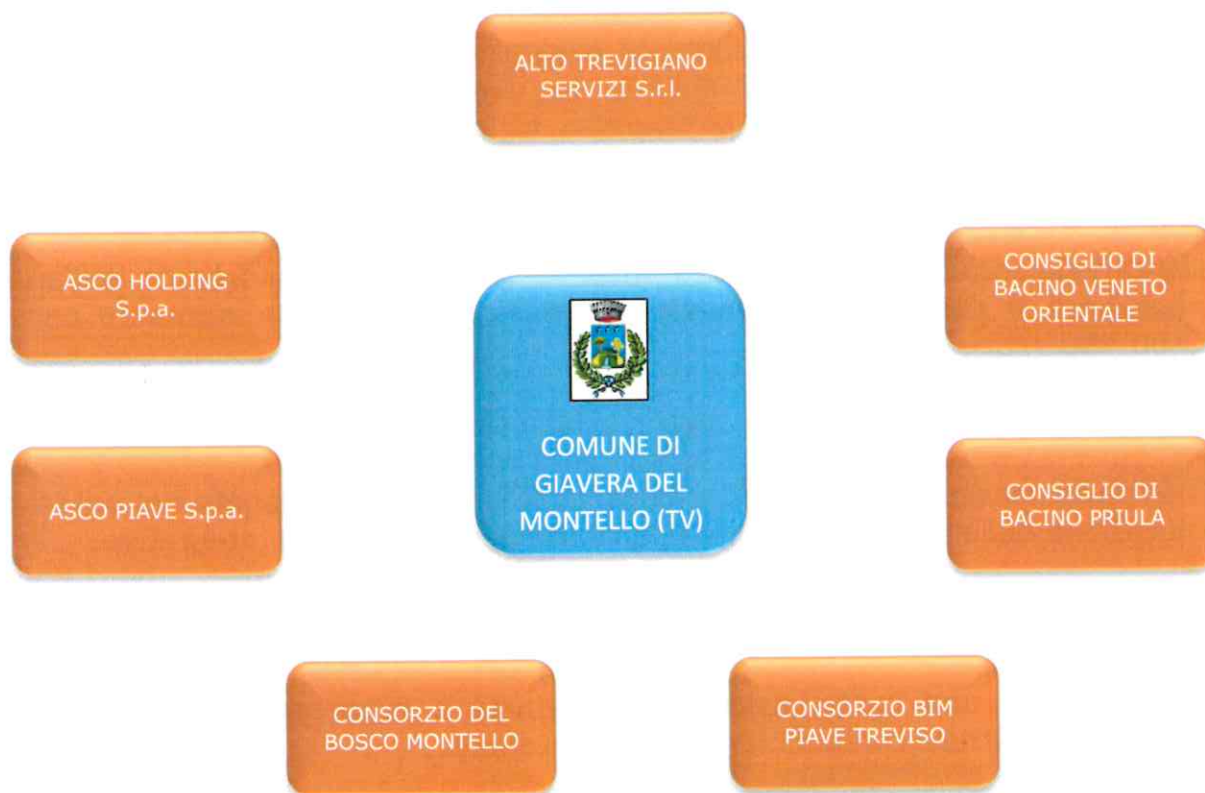 ALTO TREVIGIANO
SERVIZI S.r.l.
ASCO HOLDING
S.p.a.
CONSIGLIO DI
BACINO VENETO
ORIENTALE
COMUNE DI
GIAVERA DEL
MONTELLO (TV)
ASCO PIAVE S.p.a.
CONSIGLIO DI
BACINO PRIULA
CONSORZIO DEL
BOSCO MONTELLO
CONSORZIO BIM
PIAVE TREVISO